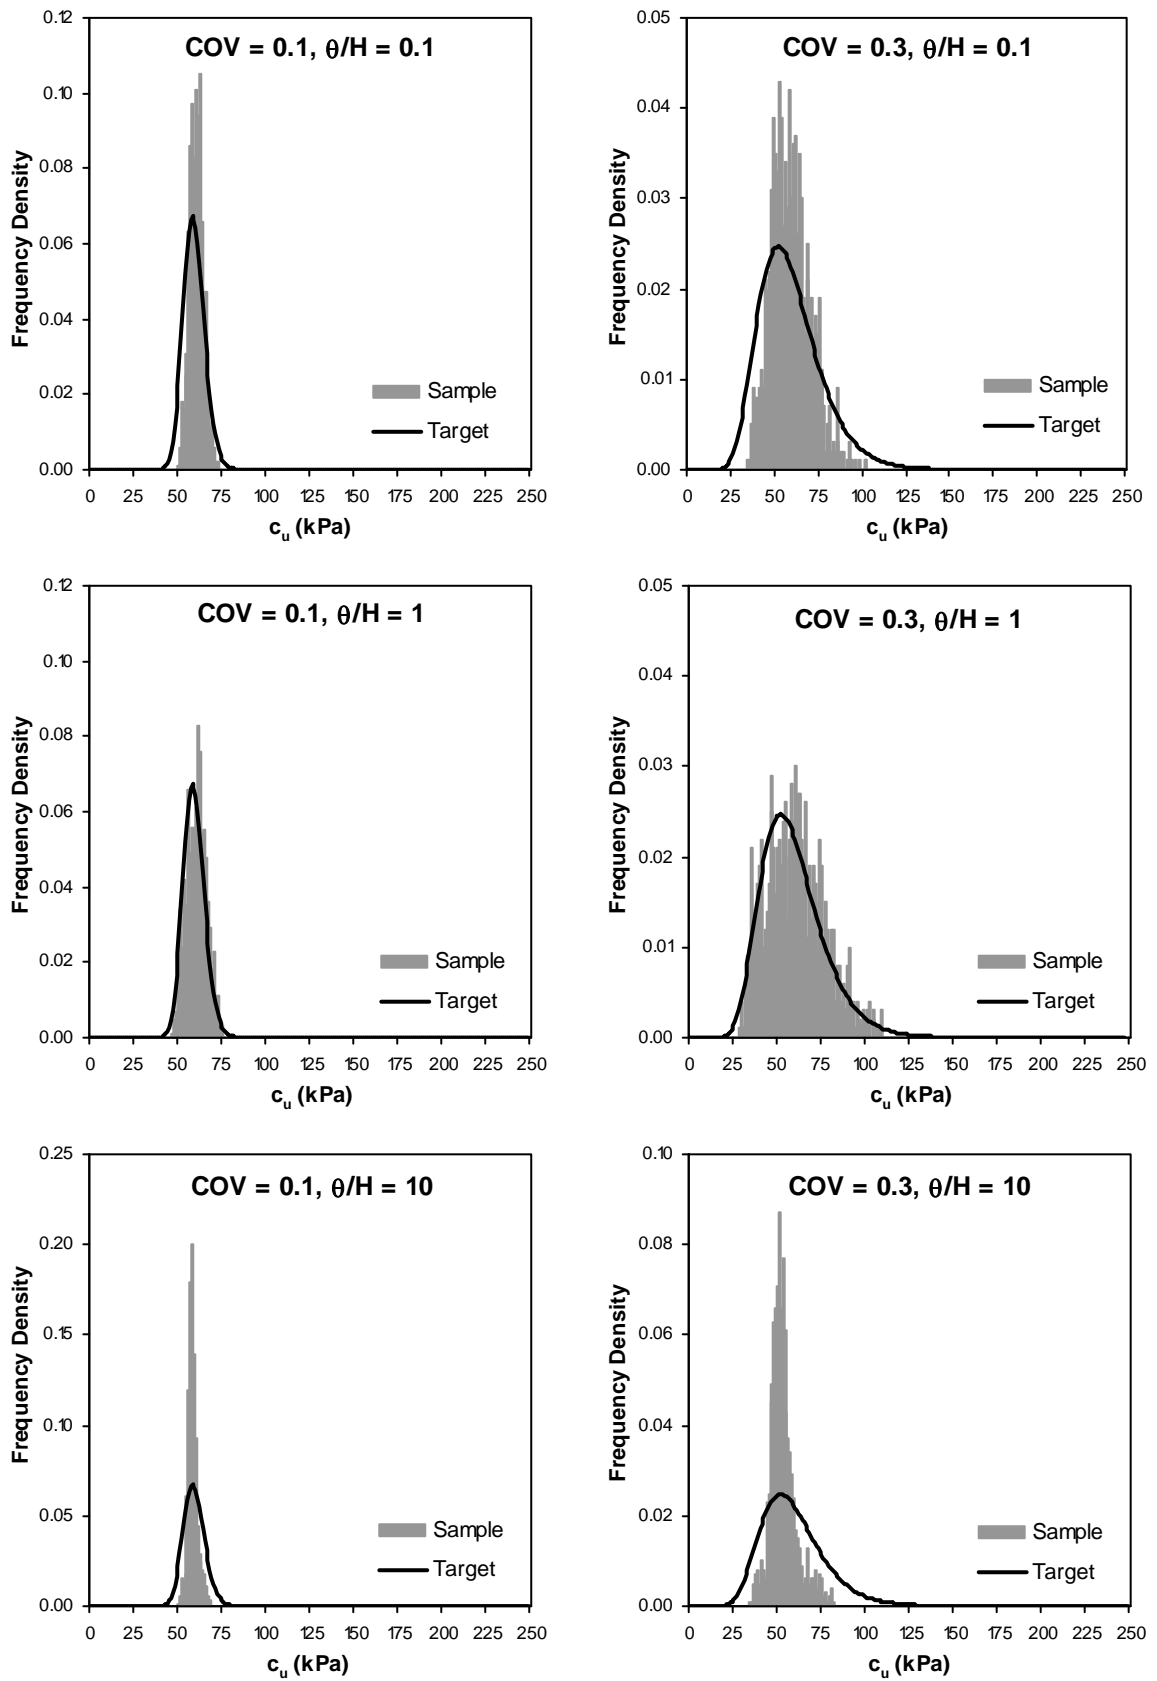 COV = 0.1, θ/H = 0.1
Frequency Density
0.12
0.10
0.08
0.06
0.04
0.02
0.00
Sample
Target
0 25 50 75 100 125 150 175 200 225 250
cu (kPa)
COV = 0.3, θ/H = 0.1
Frequency Density
0.05
0.04
0.03
0.02
0.01
0.00
Sample
Target
0 25 50 75 100 125 150 175 200 225 250
cu (kPa)
COV = 0.1, θ/H = 1
Frequency Density
0.12
0.10
0.08
0.06
0.04
0.02
0.00
Sample
Target
0 25 50 75 100 125 150 175 200 225 250
cu (kPa)
COV = 0.3, θ/H = 1
Frequency Density
0.05
0.04
0.03
0.02
0.01
0.00
Sample
Target
0 25 50 75 100 125 150 175 200 225 250
cu (kPa)
COV = 0.1, θ/H = 10
Frequency Density
0.25
0.20
0.15
0.10
0.05
0.00
Sample
Target
0 25 50 75 100 125 150 175 200 225 250
cu (kPa)
COV = 0.3, θ/H = 10
Frequency Density
0.10
0.08
0.06
0.04
0.02
0.00
Sample
Target
0 25 50 75 100 125 150 175 200 225 250
cu (kPa)